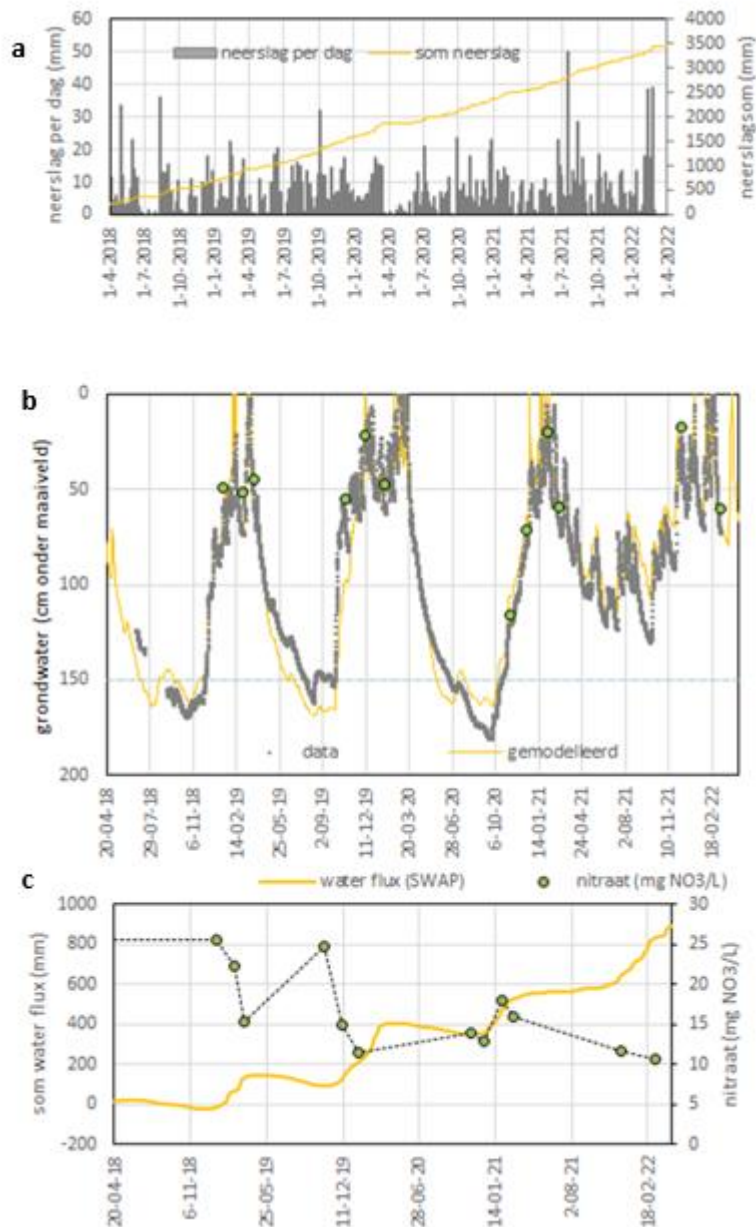 a
neerslag per dag (mm)
60
50
40
30
20
10
0
neerslag per dag som neerslag
4000
3500
3000
2500
2000
1500
1000
500
0
neerslagsom (mm)
1-4-2018 1-7-2018 1-10-2018 1-1-2019 1-4-2019 1-7-2019 1-10-2019 1-1-2020 1-4-2020 1-7-2020 1-10-2020 1-1-2021 1-4-2021 1-7-2021 1-10-2021 1-1-2022 1-4-2022
b
grondwater (cm onder maaiveld)
0
50
100
150
200
data gemodelleerd
20-04-18 29-07-18 6-11-18 14-02-19 25-05-19 2-09-19 11-12-19 20-03-20 28-06-20 6-10-20 14-01-21 24-04-21 2-08-21 10-11-21 18-02-22
c
water flux (SWAP) nitraat (mg NO3/L)
som water flux (mm)
1000
800
600
400
200
0
-200
30
25
20
15
10
5
0
nitraat (mg NO3/L)
20-04-18 6-11-18 25-05-19 11-12-19 28-06-20 14-01-21 2-08-21 18-02-22